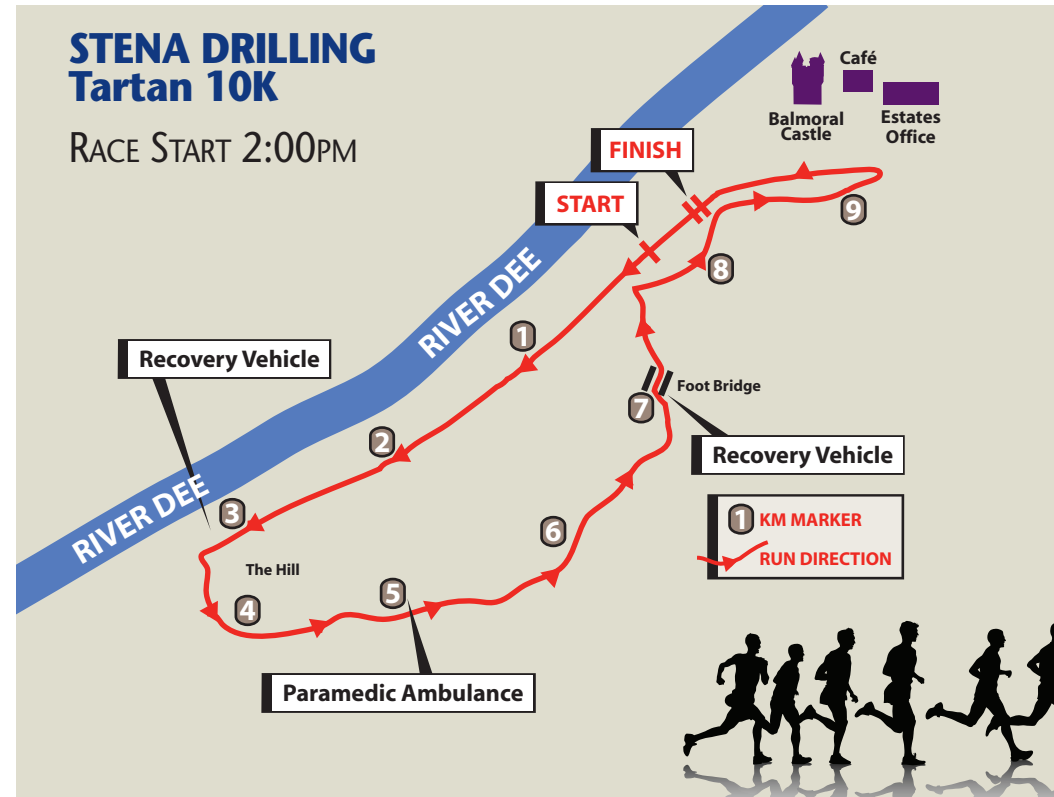 STENA DRILLING
Tartan 10K
RACE START 2:00PM
Café
Balmoral
Castle
Estates
Office
FINISH
START
RIVER DEE
8
9
1
Recovery Vehicle
Foot Bridge
7
2
Recovery Vehicle
RIVER DEE
3
1 KM MARKER
RUN DIRECTION
6
The Hill
4
5
Paramedic Ambulance